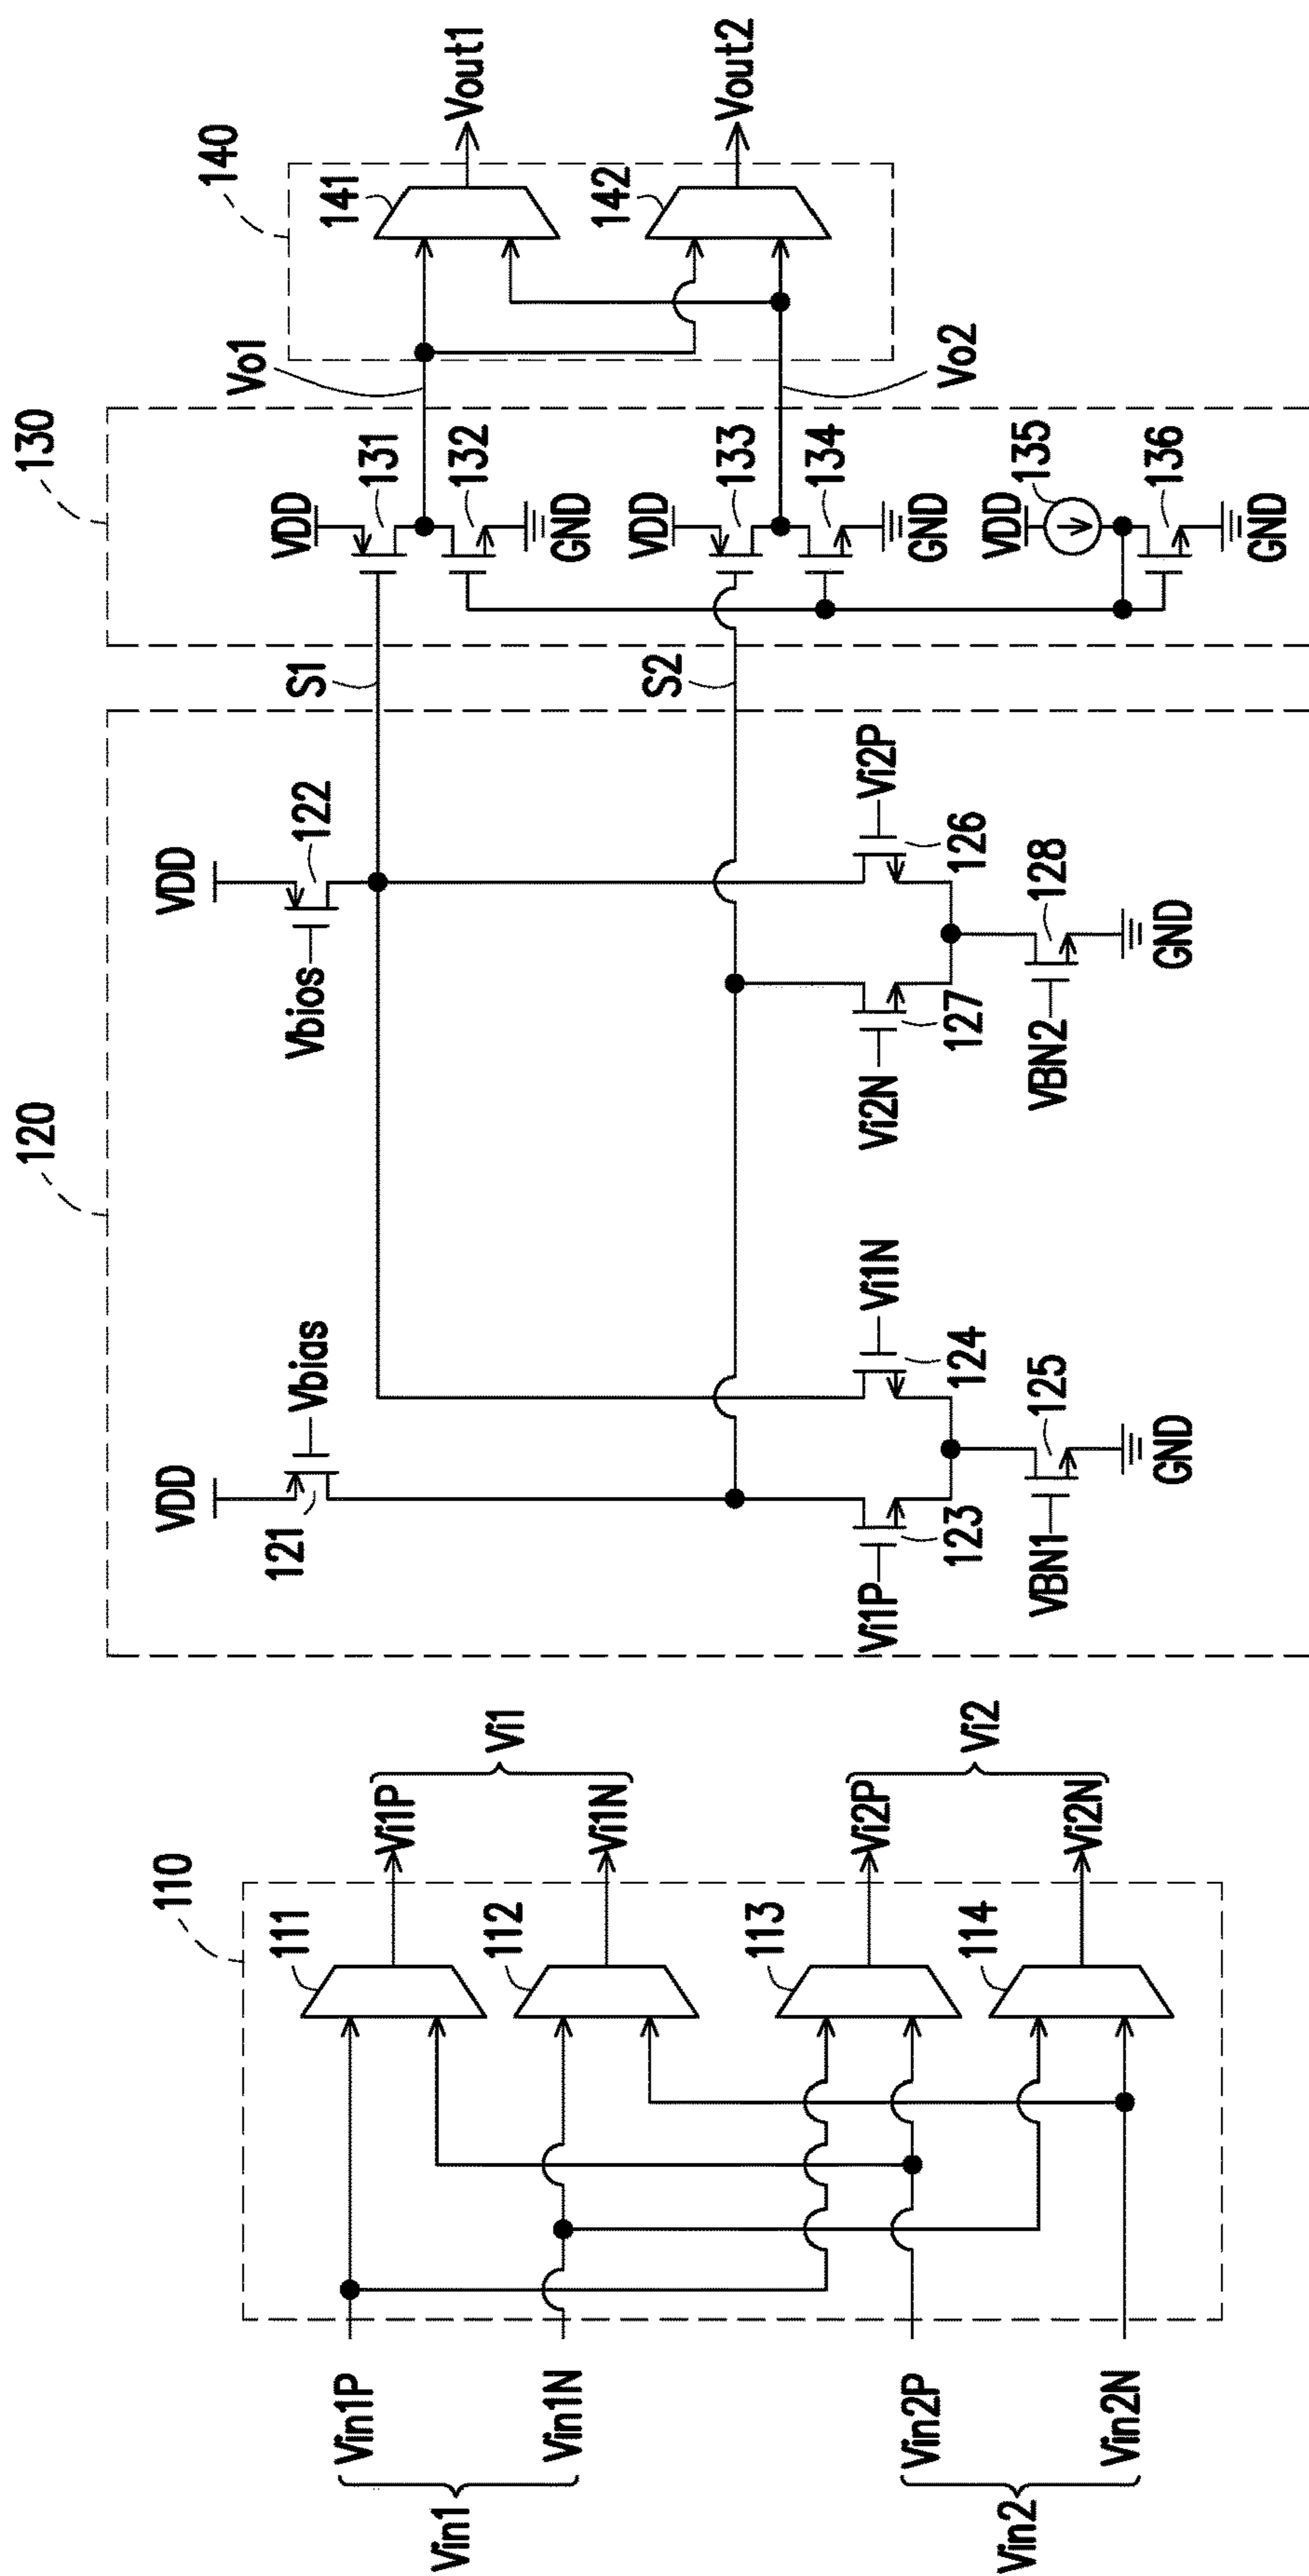 110
Vin1
Vin1P
Vin1N
Vin2
Vin2P
Vin2N
111
112
113
114
Vi1P
Vi1N
Vi1
Vi2P
Vi2N
Vi2
120
VDD
121
Vbias
VDD
122
Vbios
Vi1P
123
124
Vi1N
VBN1
125
GND
Vi2N
127
126
Vi2P
VBN2
128
GND
S1
S2
130
VDD
131
132
GND
VDD
133
134
GND
VDD
135
136
GND
Vo1
Vo2
140
141
142
Vout1
Vout2